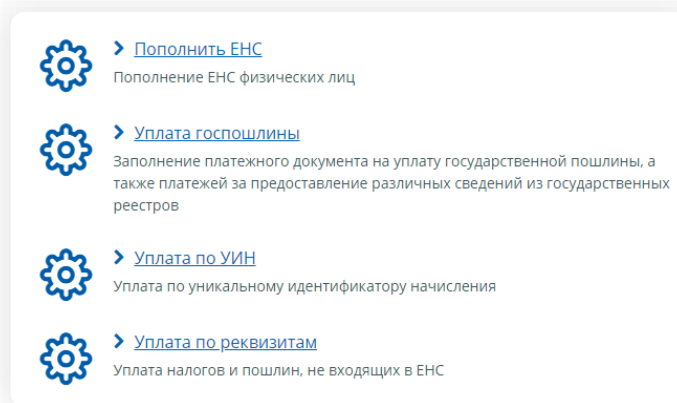 Пополнить ЕНС
Пополнение ЕНС физических лиц
Уплата госпошлины
Заполнение платежного документа на уплату государственной пошлины, а
также платежей за предоставление различных сведений из государственных
реестров
Уплата по УИН
Уплата по уникальному идентификатору начисления
Уплата по реквизитам
Уплата налогов и пошлин, не входящих в ЕНС